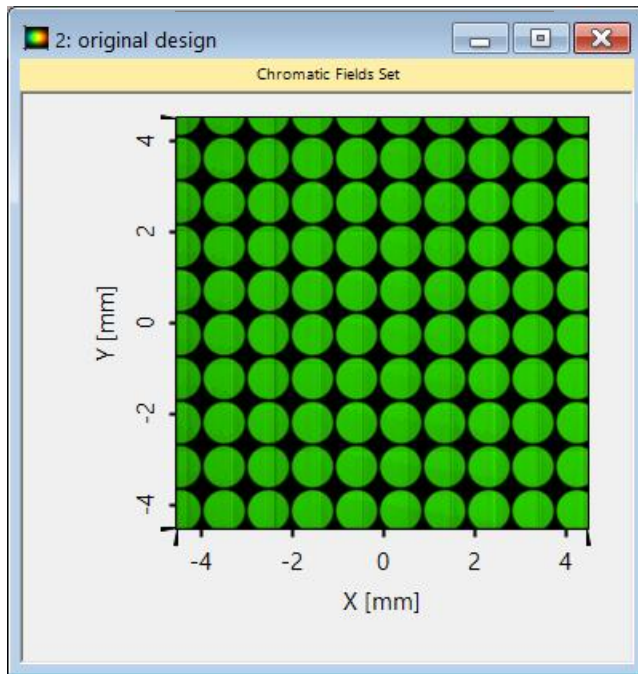 2: original design
Chromatic Fields Set
4
2
0
-2
-4
Y [mm]
-4 -2 0 2 4
X [mm]